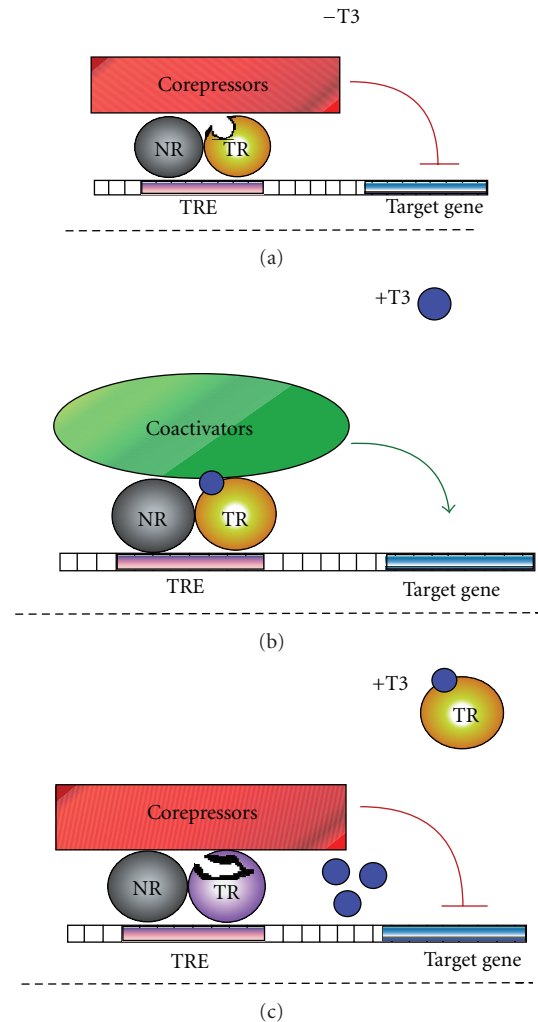 −T3
Corepressors
NR
TR
TRE
Target gene
(a)
+T3
Coactivators
NR
TR
TRE
Target gene
(b)
+T3
TR
Corepressors
NR
TR
TRE
Target gene
(c)